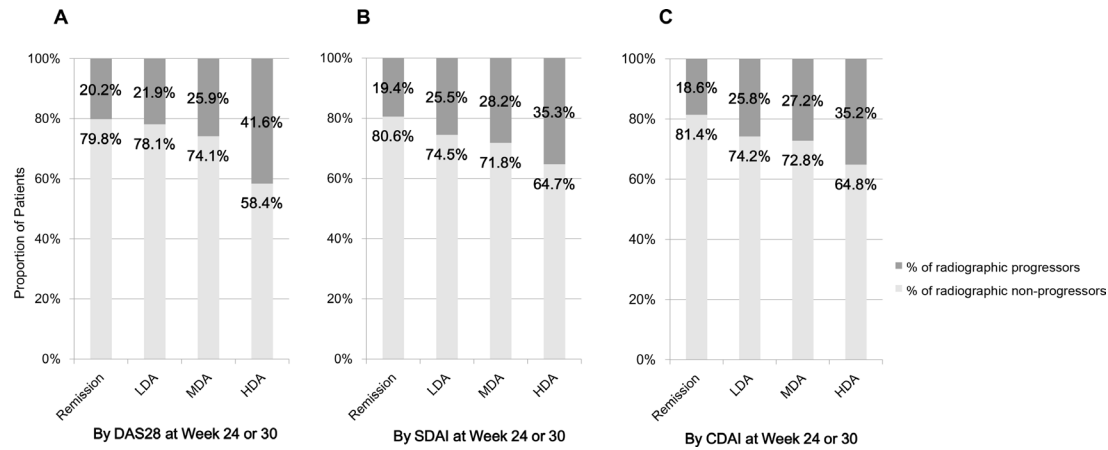 A
B
C
Proportion of Patients
100%
80%
60%
40%
20%
0%
20.2%
21.9%
25.9%
41.6%
79.8%
78.1%
74.1%
58.4%
Remission
LDA
MDA
HDA
By DAS28 at Week 24 or 30
100%
80%
60%
40%
20%
0%
19.4%
25.5%
28.2%
35.3%
80.6%
74.5%
71.8%
64.7%
Remission
LDA
MDA
HDA
By SDAI at Week 24 or 30
100%
80%
60%
40%
20%
0%
18.6%
25.8%
27.2%
35.2%
81.4%
74.2%
72.8%
64.8%
Remission
LDA
MDA
HDA
By CDAI at Week 24 or 30
% of radiographic progressors
% of radiographic non-progressors